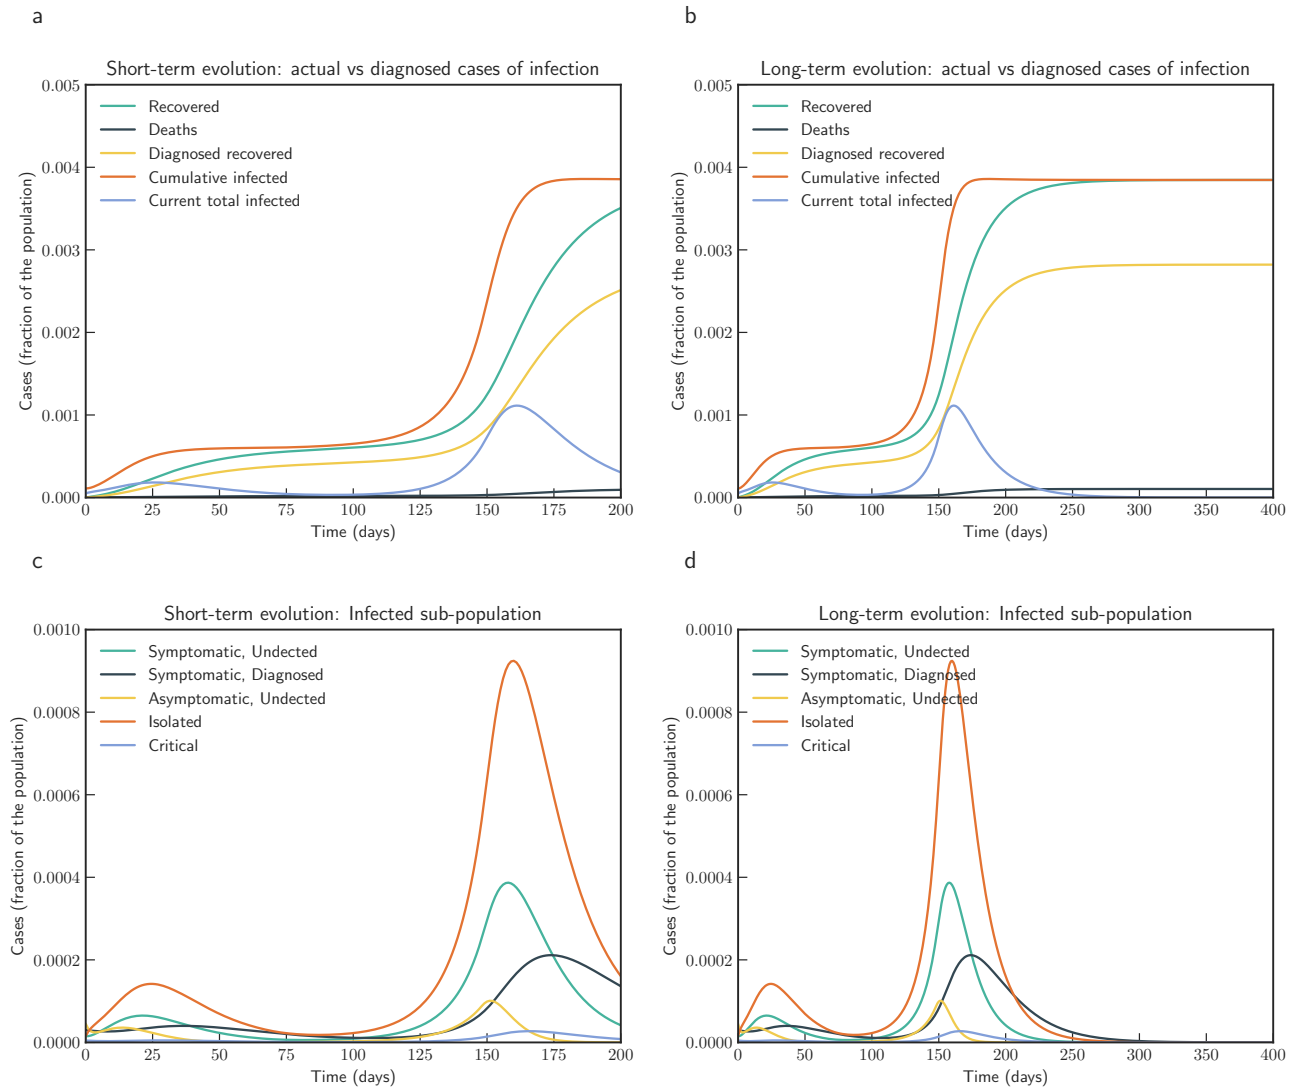 a
Short-term evolution: actual vs diagnosed cases of infection
Cases (fraction of the population)
0.005
0.004
0.003
0.002
0.001
0.000
Recovered
Deaths
Diagnosed recovered
Cumulative infected
Current total infected
0 25 50 75 100 125 150 175 200
Time (days)
b
Long-term evolution: actual vs diagnosed cases of infection
Cases (fraction of the population)
0.005
0.004
0.003
0.002
0.001
0.000
Recovered
Deaths
Diagnosed recovered
Cumulative infected
Current total infected
0 50 100 150 200 250 300 350 400
Time (days)
c
Short-term evolution: Infected sub-population
Cases (fraction of the population)
0.0010
0.0008
0.0006
0.0004
0.0002
0.0000
Symptomatic, Undected
Symptomatic, Diagnosed
Asymptomatic, Undected
Isolated
Critical
0 25 50 75 100 125 150 175 200
Time (days)
d
Long-term evolution: Infected sub-population
Cases (fraction of the population)
0.0010
0.0008
0.0006
0.0004
0.0002
0.0000
Symptomatic, Undected
Symptomatic, Diagnosed
Asymptomatic, Undected
Isolated
Critical
0 50 100 150 200 250 300 350 400
Time (days)